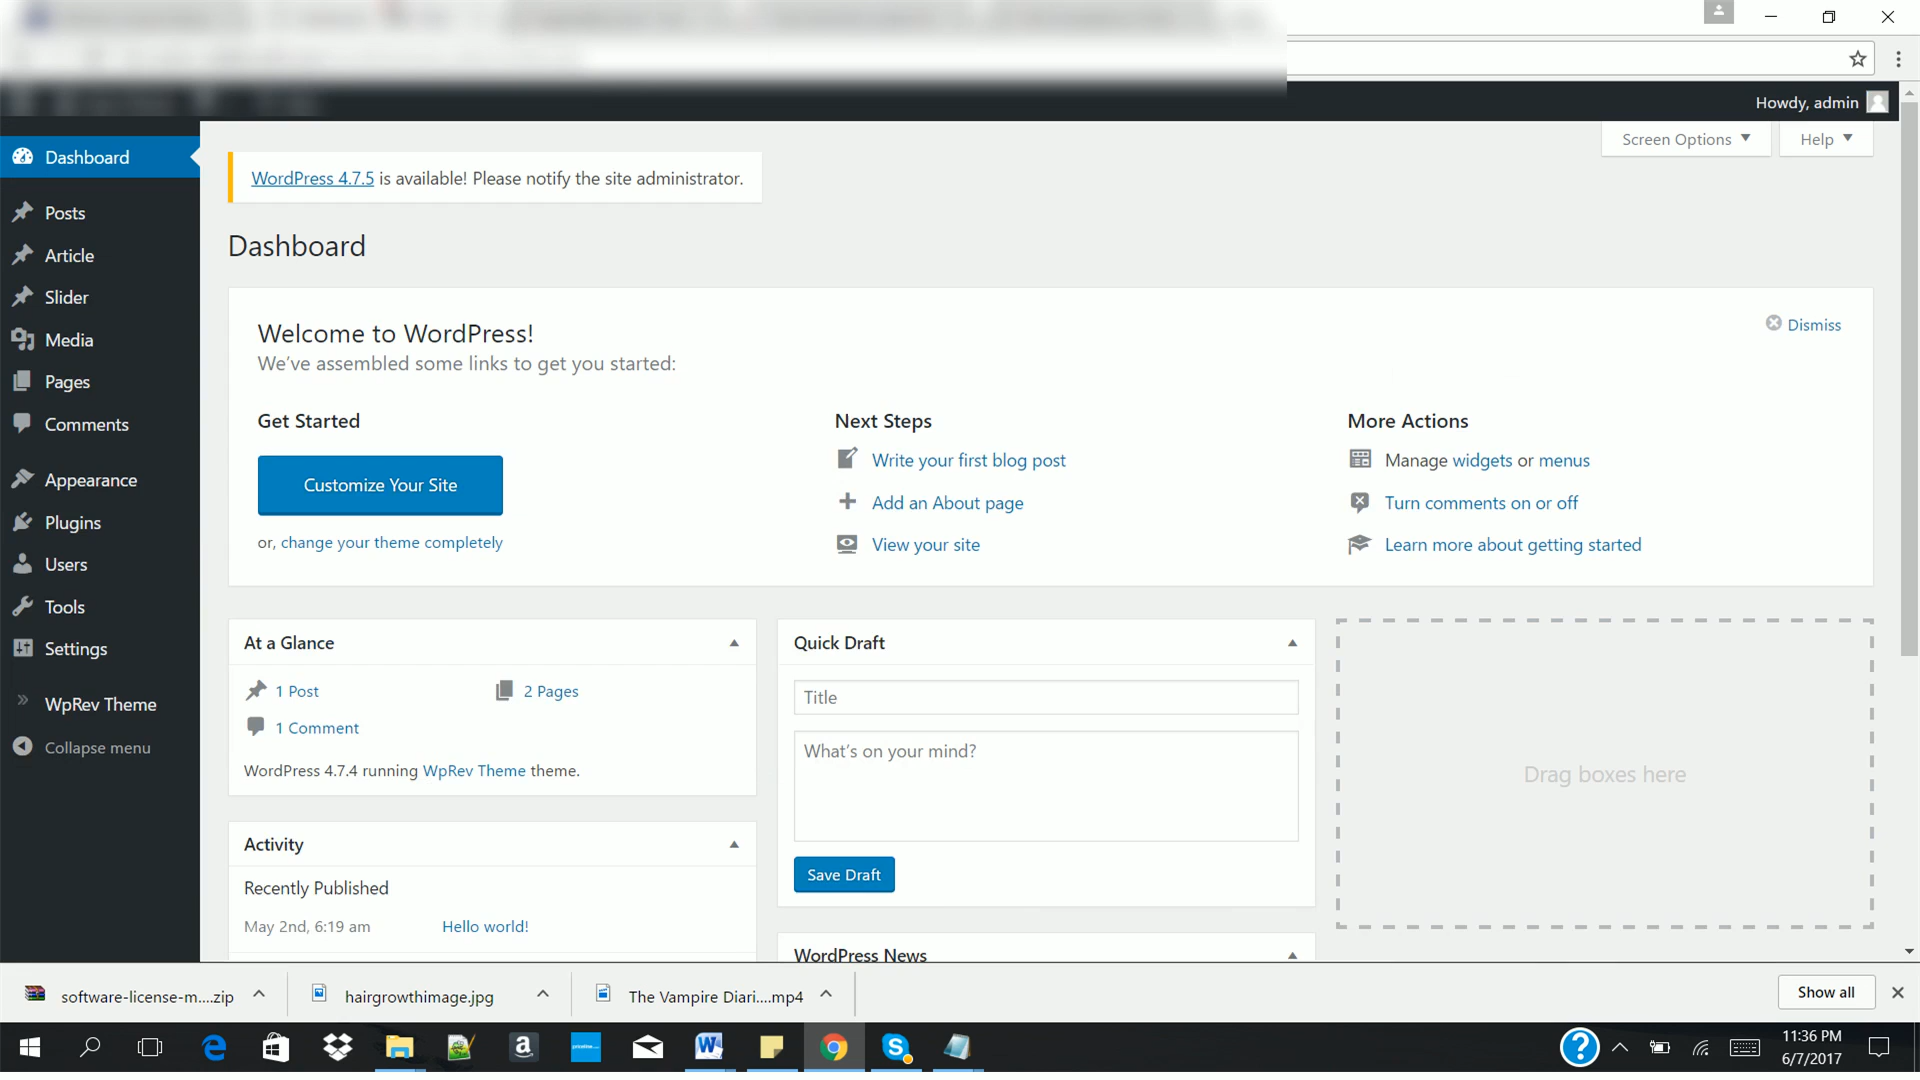 Howdy, admin
Screen Options
Help
Dashboard
Posts
Article
Slider
Media
Pages
Comments
Appearance
Plugins
Users
Tools
Settings
WpRev Theme
Collapse menu
WordPress 4.7.5 is available! Please notify the site administrator.
Dashboard
Welcome to WordPress!
We've assembled some links to get you started:
Dismiss
Get Started
Customize Your Site
or, change your theme completely
Next Steps
Write your first blog post
Add an About page
View your site
More Actions
Manage widgets or menus
Turn comments on or off
Learn more about getting started
At a Glance
1 Post
2 Pages
1 Comment
WordPress 4.7.4 running WpRev Theme theme.
Activity
Recently Published
May 2nd, 6:19 am
Hello world!
Quick Draft
Title
What's on your mind?
Save Draft
WordPress News
Drag boxes here
software-license-m....zip
hairgrowthimage.jpg
The Vampire Diari....mp4
Show all
11:36 PM
6/7/2017